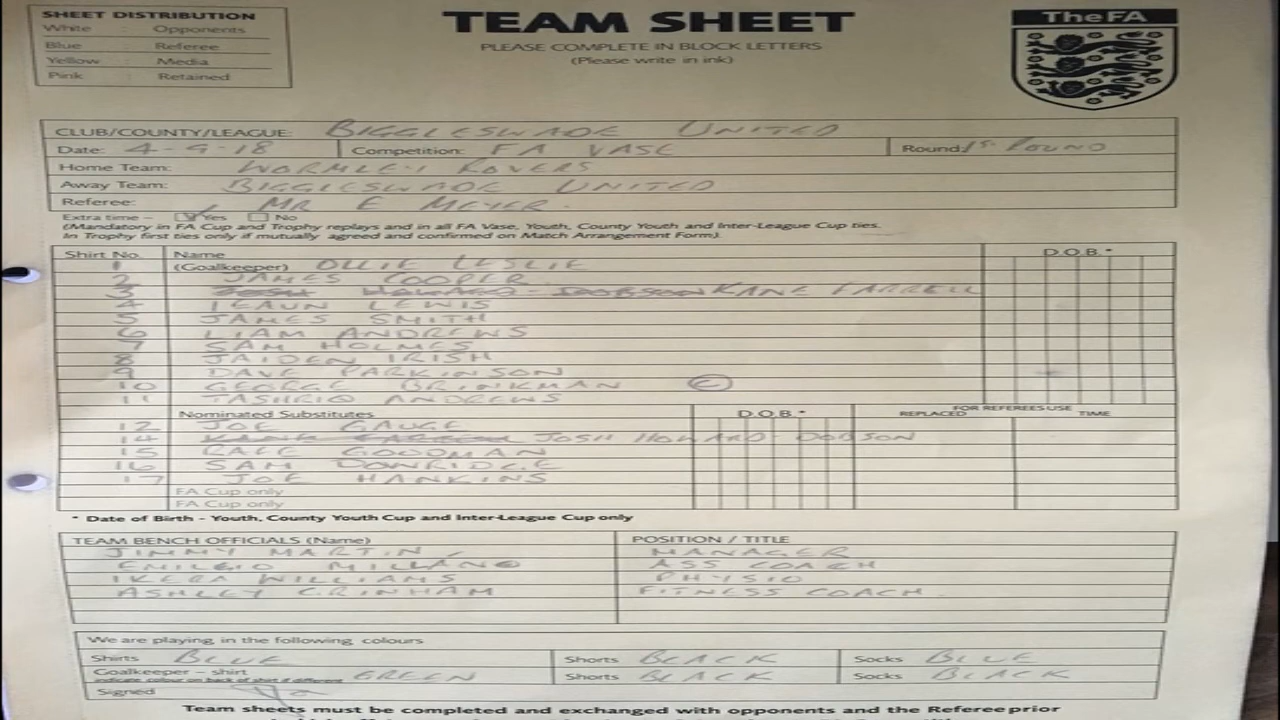 SHEET DISTRIBUTION
White : Opponents
Blue : Referee
Yellow : Media
Pink : Retained
TEAM SHEET
PLEASE COMPLETE IN BLOCK LETTERS
(Please write in ink)
The FA
CLUB/COUNTY/LEAGUE: BIGGLESWADE UNITED
Date: 4-9-18 Competition: FA VASE Round: 1ST ROUND
Home Team: WORMLEY ROVERS
Away Team: BIGGLESWADE UNITED
Referee: MR E MEYER.
Extra time – Yes No
(Mandatory in FA Cup and Trophy replays and in all FA Vase, Youth, County Youth and Inter-League Cup ties.
In Trophy first ties only if mutually agreed and confirmed on Match Arrangement Form).
Shirt No. Name D.O.B.*
1 (Goalkeeper) OLLIE LESLIE
2 JAMES COOPER
3 JOSH HOWARD-DOBSON KANE FARRELL
4 LEWIS
5 JAMES SMITH
6 LIAM ANDREWS
7 SAM HOLMES
8 JAIDEN IRISH
9 DAVE PARKINSON
10 GEORGE BRINKMAN C
11 TASHRIQ ANDREWS
Nominated Substitutes D.O.B.* REPLACED FOR REFEREES USE TIME
12 JOE GAUGE
14 KANE FARRELL JOSH HOWARD-DOBSON
15 GOODMAN
16 SAM DOWRIDGE
17 JOE HANKINS
FA Cup only
FA Cup only
* Date of Birth – Youth, County Youth Cup and Inter-League Cup only
TEAM BENCH OFFICIALS (Name) POSITION / TITLE
JIMMY MARTIN MANAGER
EMILGIO MILLANO ASS COACH
IKERA WILLIAMS PHYSIO
ASHLEY GRINHAM FITNESS COACH
We are playing in the following colours
Shirts BLUE Shorts BLACK Socks BLUE
Goalkeeper – shirt GREEN Shorts BLACK Socks BLACK
indicate colour on back of shirt if different
Signed
Team sheets must be completed and exchanged with opponents and the Referee prior